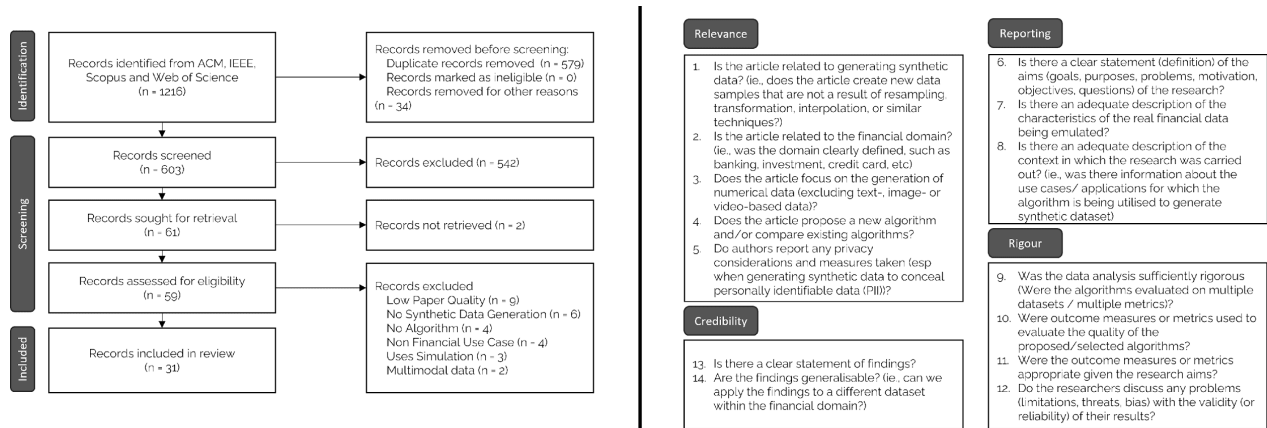 Identification
Records identified from ACM, IEEE,
Scopus and Web of Science
(n = 1216)
Records removed before screening:
Duplicate records removed (n = 579)
Records marked as ineligible (n = 0)
Records removed for other reasons
(n = 34)
Screening
Records screened
(n = 603)
Records excluded (n = 542)
Records sought for retrieval
(n = 61)
Records not retrieved (n = 2)
Records assessed for eligibility
(n = 59)
Records excluded
Low Paper Quality (n = 9)
No Synthetic Data Generation (n = 6)
No Algorithm (n = 4)
Non Financial Use Case (n = 4)
Uses Simulation (n = 3)
Multimodal data (n = 2)
Included
Records included in review
(n = 31)
Relevance
1. Is the article related to generating synthetic
data? (ie., does the article create new data
samples that are not a result of resampling,
transformation, interpolation, or similar
techniques?)
2. Is the article related to the financial domain?
(ie., was the domain clearly defined, such as
banking, investment, credit card, etc)
3. Does the article focus on the generation of
numerical data (excluding text-, image- or
video-based data)?
4. Does the article propose a new algorithm
and/or compare existing algorithms?
5. Do authors report any privacy
considerations and measures taken (esp
when generating synthetic data to conceal
personally identifiable data (PII))?
Credibility
13. Is there a clear statement of findings?
14. Are the findings generalisable? (ie., can we
apply the findings to a different dataset
within the financial domain?)
Reporting
6. Is there a clear statement (definition) of the
aims (goals, purposes, problems, motivation,
objectives, questions) of the research?
7. Is there an adequate description of the
characteristics of the real financial data
being emulated?
8. Is there an adequate description of the
context in which the research was carried
out? (ie., was there information about the
use cases/ applications for which the
algorithm is being utilised to generate
synthetic dataset)
Rigour
9. Was the data analysis sufficiently rigorous
(Were the algorithms evaluated on multiple
datasets / multiple metrics)?
10. Were outcome measures or metrics used to
evaluate the quality of the
proposed/selected algorithms?
11. Were the outcome measures or metrics
appropriate given the research aims?
12. Do the researchers discuss any problems
(limitations, threats, bias) with the validity (or
reliability) of their results?